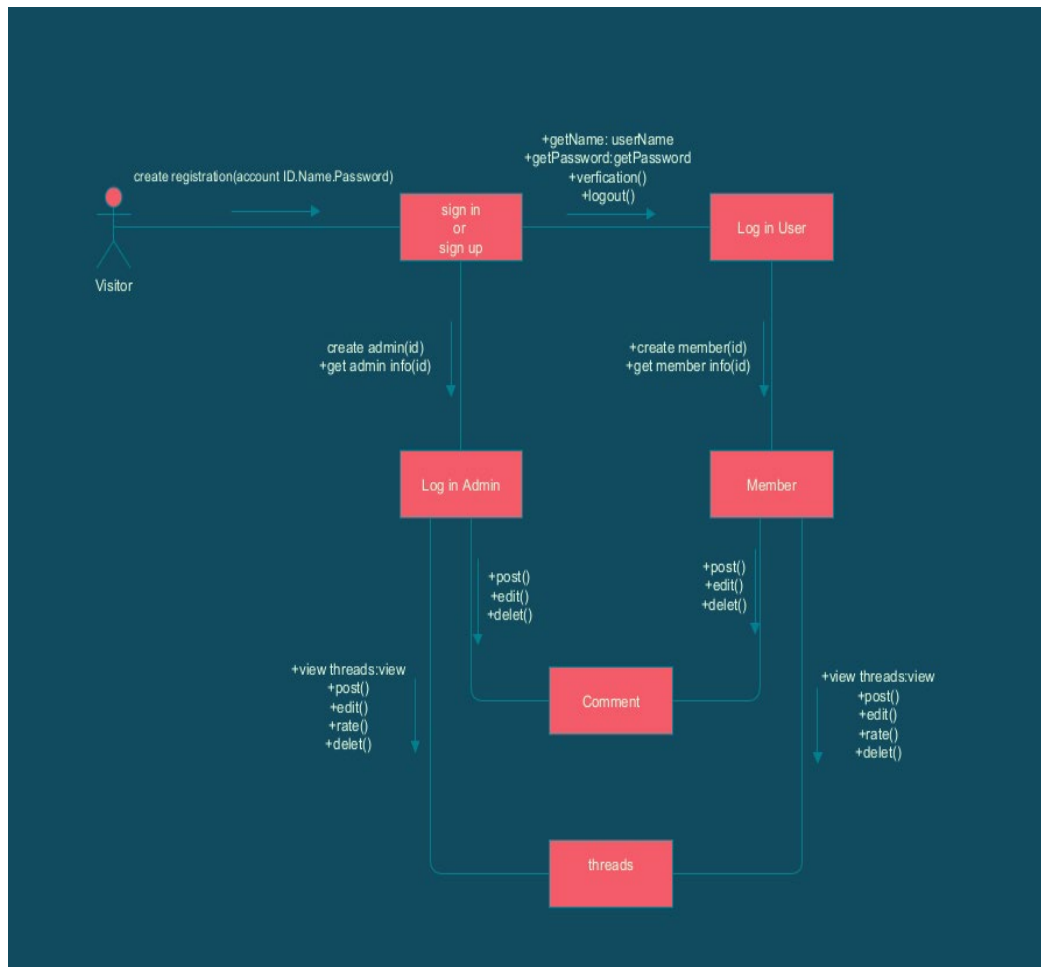 +getName: userName
+getPassword:getPassword
+verfication()
+logout()
create registration(account ID.Name.Password)
sign in
or
sign up
Log in User
Visitor
create admin(id)
+get admin info(id)
+create member(id)
+get member info(id)
Log in Admin
Member
+post()
+edit()
+delet()
+post()
+edit()
+delet()
+view threads:view
+post()
+edit()
+rate()
+delet()
Comment
+view threads:view
+post()
+edit()
+rate()
+delet()
threads